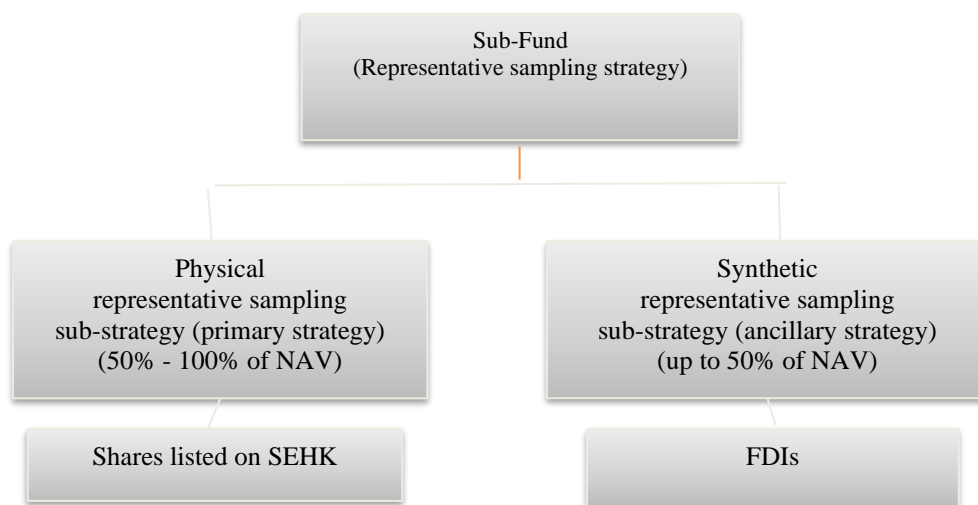 Sub-Fund
(Representative sampling strategy)
Physical
representative sampling
sub-strategy (primary strategy)
(50% - 100% of NAV)
Synthetic
representative sampling
sub-strategy (ancillary strategy)
(up to 50% of NAV)
Shares listed on SEHK
FDIs